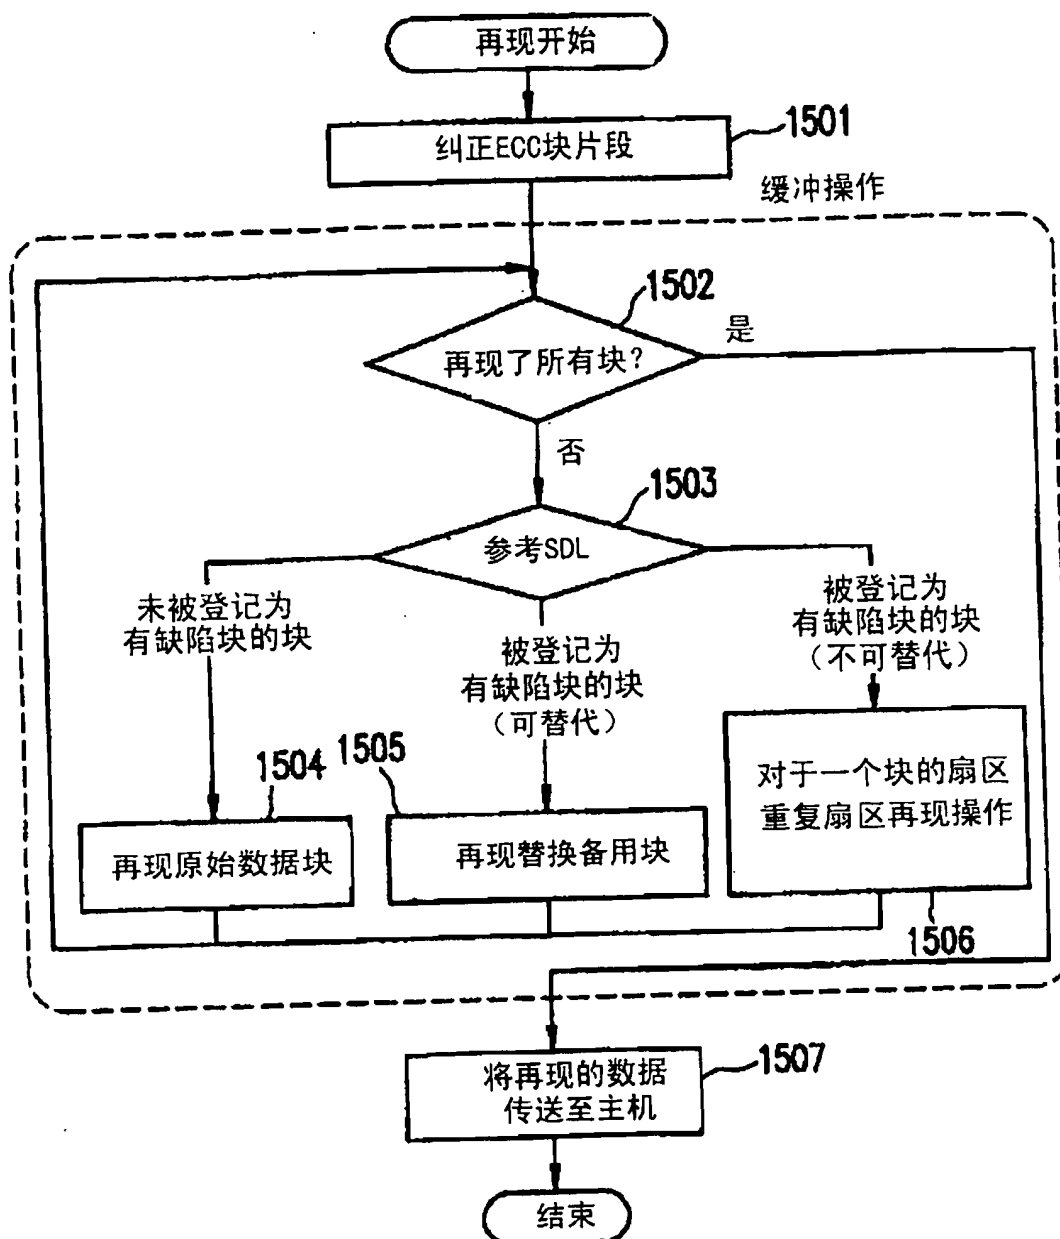 再现开始
1501
纠正ECC块片段
缓冲操作
1502
是
再现了所有块?
否
1503
参考SDL
未被登记为
有缺陷块的块
被登记为
有缺陷块的块
(可替代)
被登记为
有缺陷块的块
(不可替代)
1504
1505
再现原始数据块
再现替换备用块
对于一个块的扇区
重复扇区再现操作
1506
将再现的数据
传送至主机
1507
结束